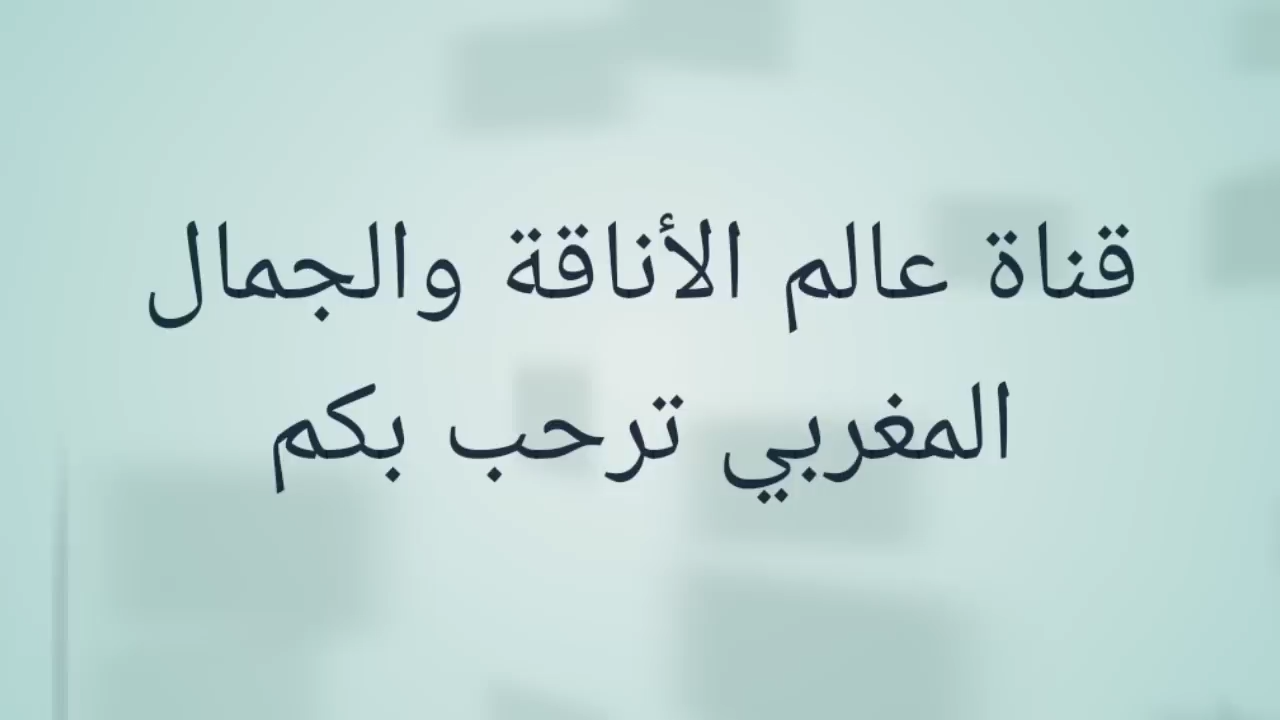 قناة عالم الأناقة والجمال
المغربي ترحب بكم